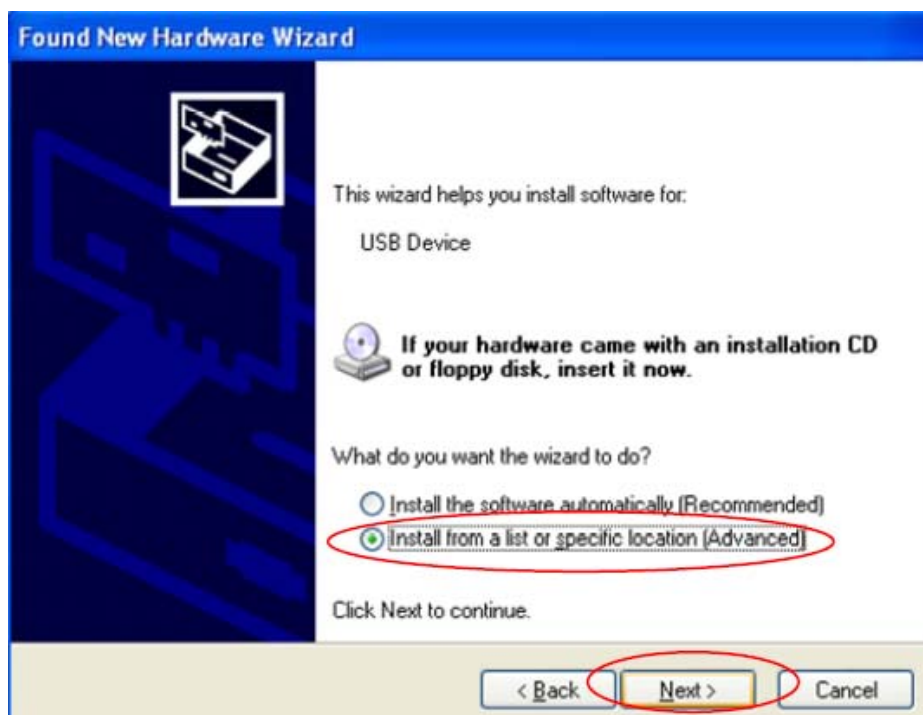 Found New Hardware Wizard
This wizard helps you install software for:
USB Device
If your hardware came with an installation CD
or floppy disk, insert it now.
What do you want the wizard to do?
Install the software automatically (Recommended)
Install from a list or specific location (Advanced)
Click Next to continue.
< Back Next > Cancel